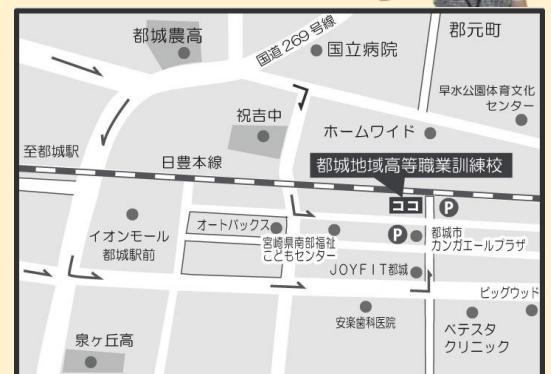 都城農高
国道269号線
国立病院
郡元町
早水公園体育文化
センター
祝吉中
ホームワイド
至都城駅
日豊本線
都城地域高等職業訓練校
ココ
P
オートバックス
宮崎県南部福祉
こどもセンター
P
都城市
カンガエールプラザ
イオンモール
都城駅前
JOYFIT都城
ビッグウッド
安楽歯科医院
ベテスタ
クリニック
泉ヶ丘高